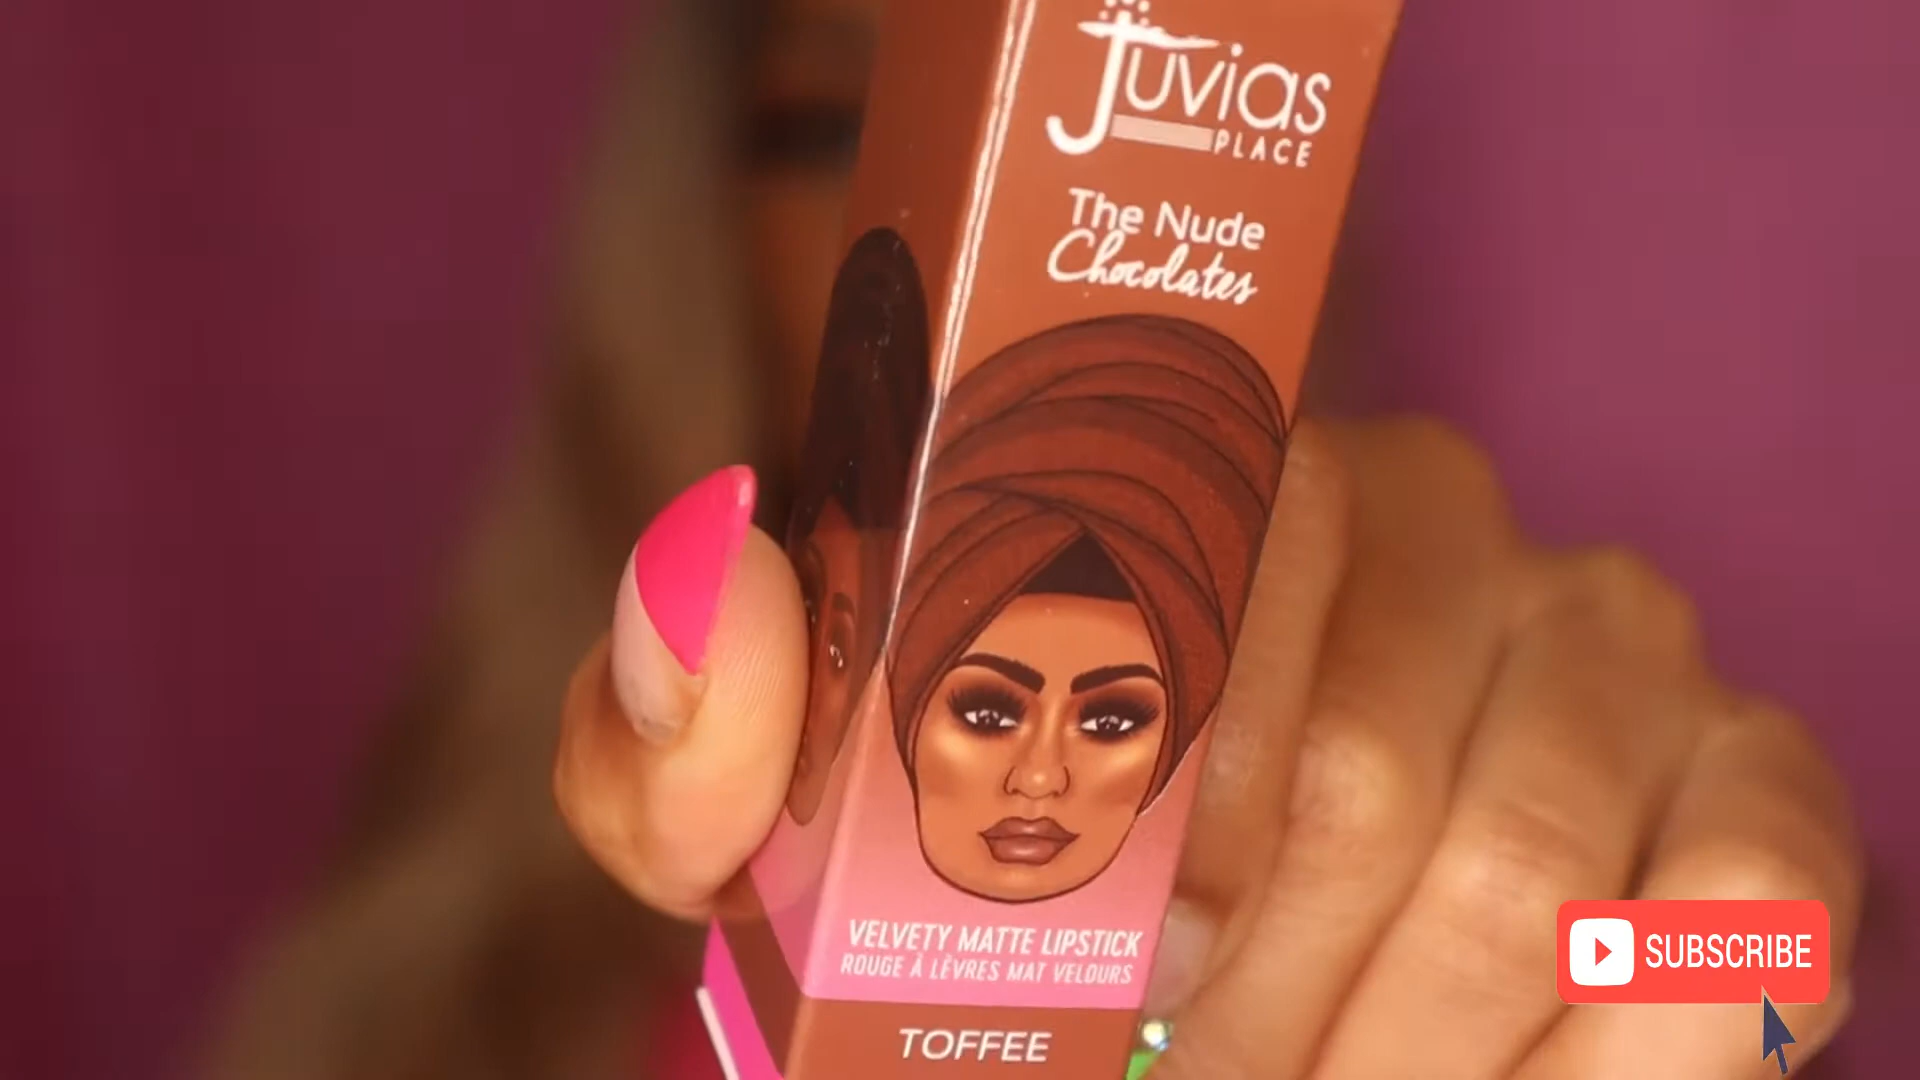 Juvias
PLACE
The Nude
Chocolates
VELVETY MATTE LIPSTICK
ROUGE À LÈVRES MAT VELOURS
TOFFEE
SUBSCRIBE